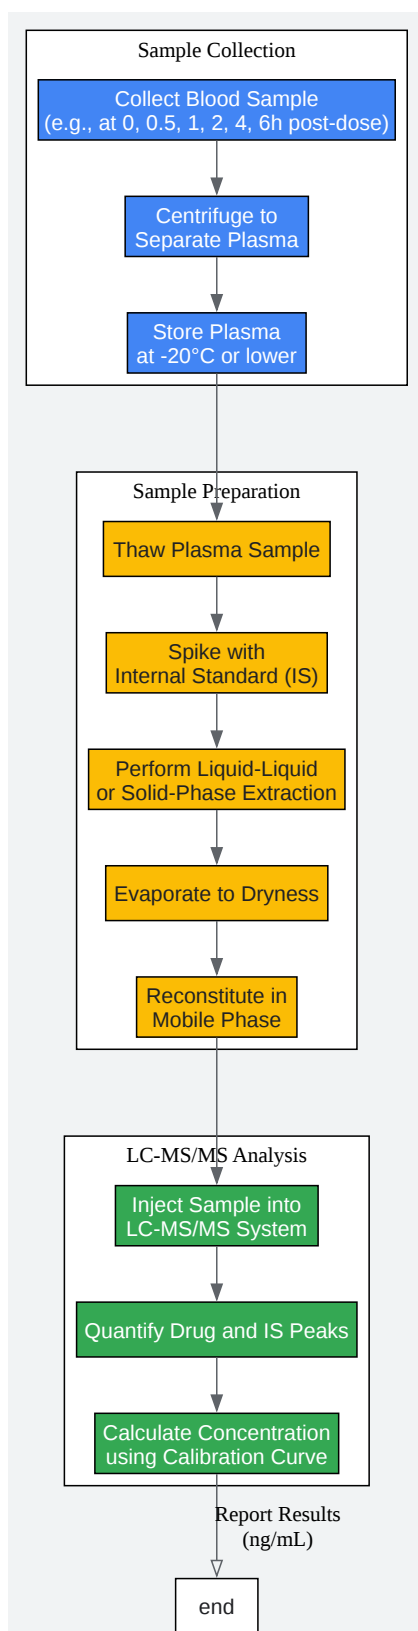 Sample Collection
Collect Blood Sample
(e.g., at 0, 0.5, 1, 2, 4, 6h post-dose)
Centrifuge to
Separate Plasma
Store Plasma
at -20°C or lower
Sample Preparation
Thaw Plasma Sample
Spike with
Internal Standard (IS)
Perform Liquid-Liquid
or Solid-Phase Extraction
Evaporate to Dryness
Reconstitute in
Mobile Phase
LC-MS/MS Analysis
Inject Sample into
LC-MS/MS System
Quantify Drug and IS Peaks
Calculate Concentration
using Calibration Curve
Report Results
(ng/mL)
end